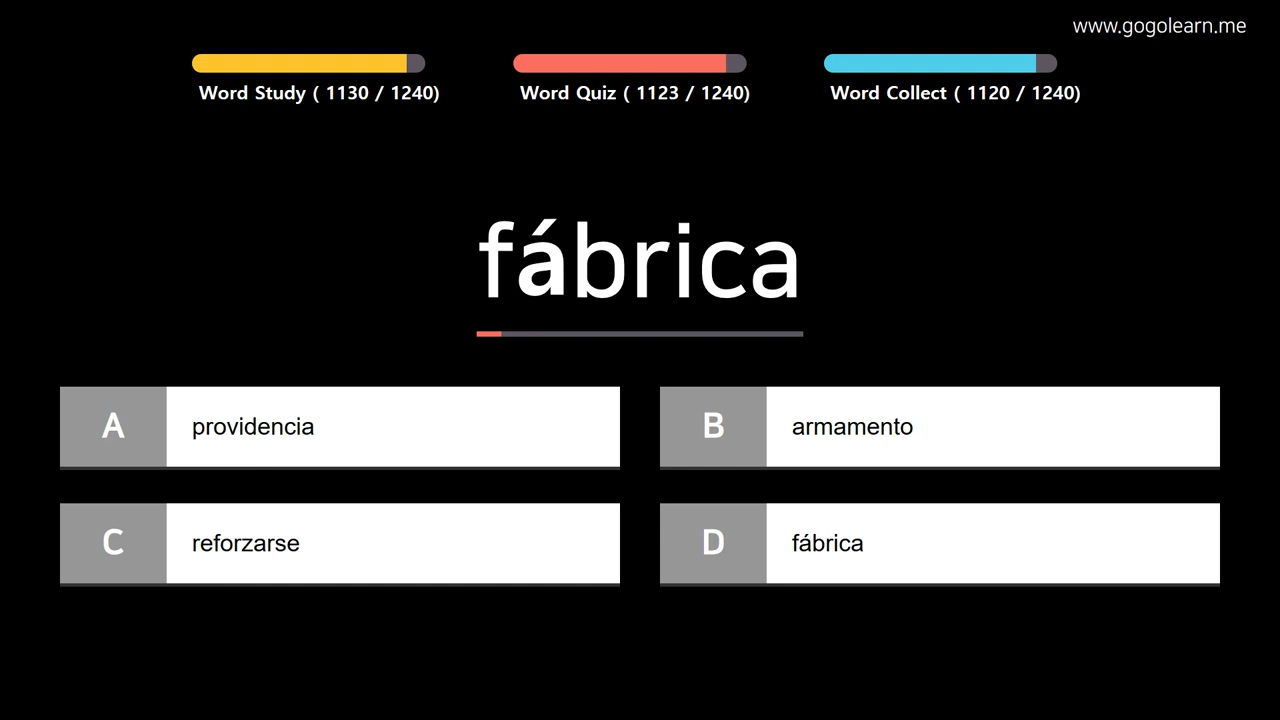 www.gogolearn.me
Word Study ( 1130 / 1240)
Word Quiz ( 1123 / 1240)
Word Collect ( 1120 / 1240)
fábrica
A providencia
B armamento
C reforzarse
D fábrica